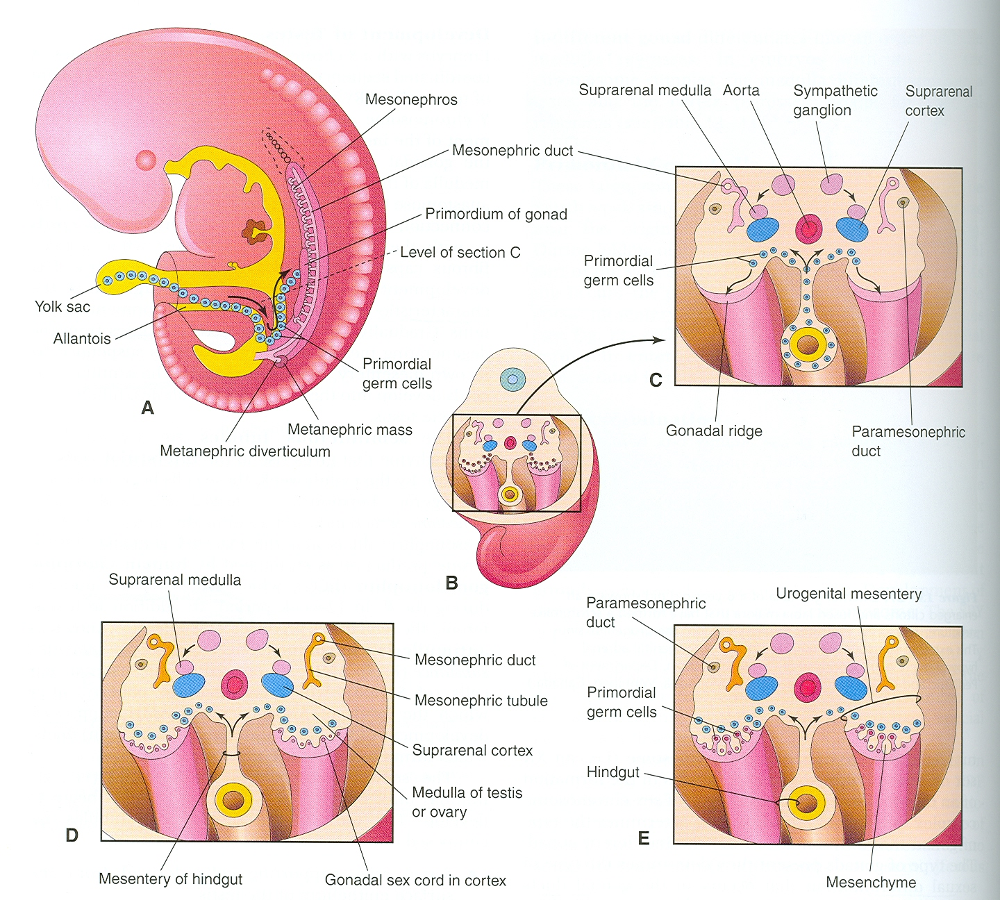 Mesonephros
Mesonephric duct
Primordium of gonad
Level of section C
Yolk sac
Allantois
Primordial
germ cells
A
Metanephric mass
Metanephric diverticulum
Suprarenal medulla
Aorta
Sympathetic
ganglion
Suprarenal
cortex
Primordial
germ cells
C
Gonadal ridge
Paramesonephric
duct
B
Suprarenal medulla
Mesonephric duct
Mesonephric tubule
Suprarenal cortex
Medulla of testis
or ovary
D
Mesentery of hindgut
Gonadal sex cord in cortex
Urogenital mesentery
Paramesonephric
duct
Primordial
germ cells
Hindgut
E
Mesenchyme